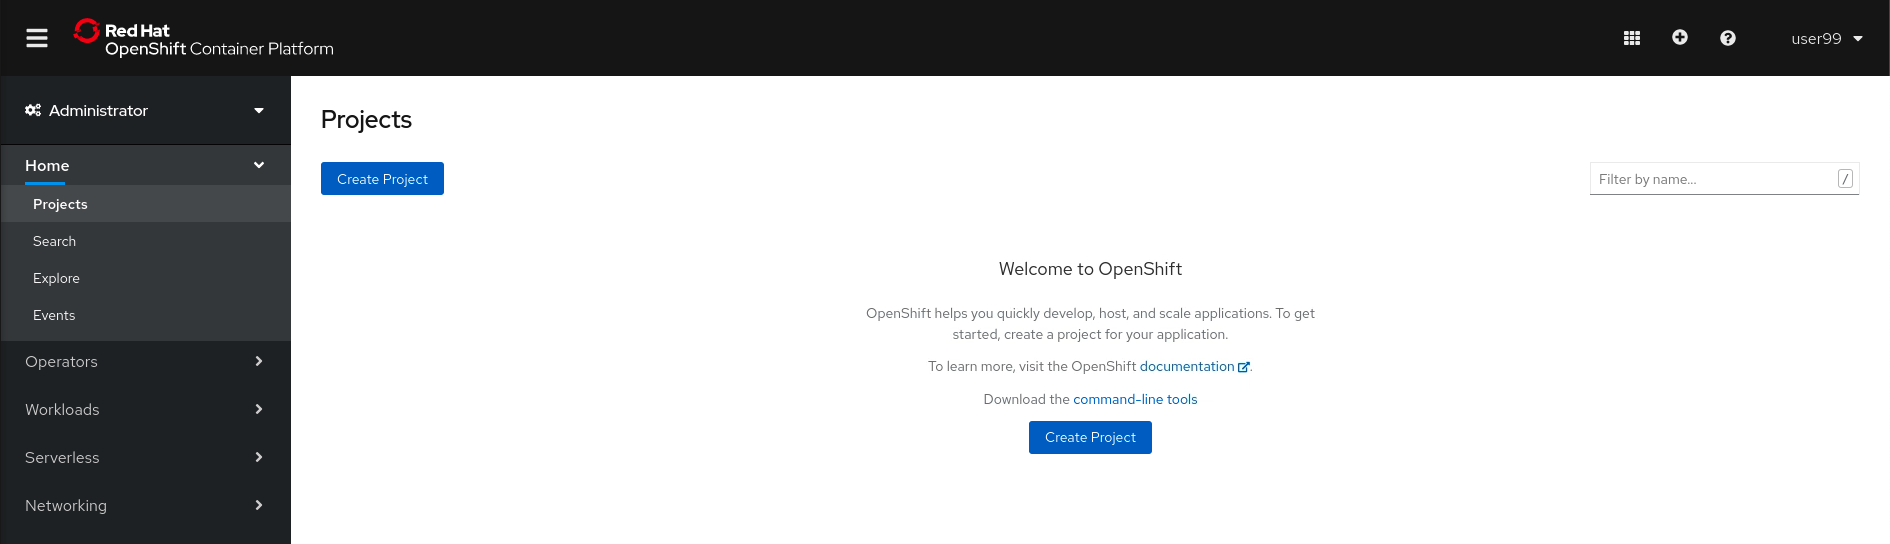 Red Hat
OpenShift Container Platform
user99
Administrator
Home
Projects
Search
Explore
Events
Operators
Workloads
Serverless
Networking
Projects
Create Project
Filter by name...
/
Welcome to OpenShift
OpenShift helps you quickly develop, host, and scale applications. To get
started, create a project for your application.
To learn more, visit the OpenShift documentation.
Download the command-line tools
Create Project